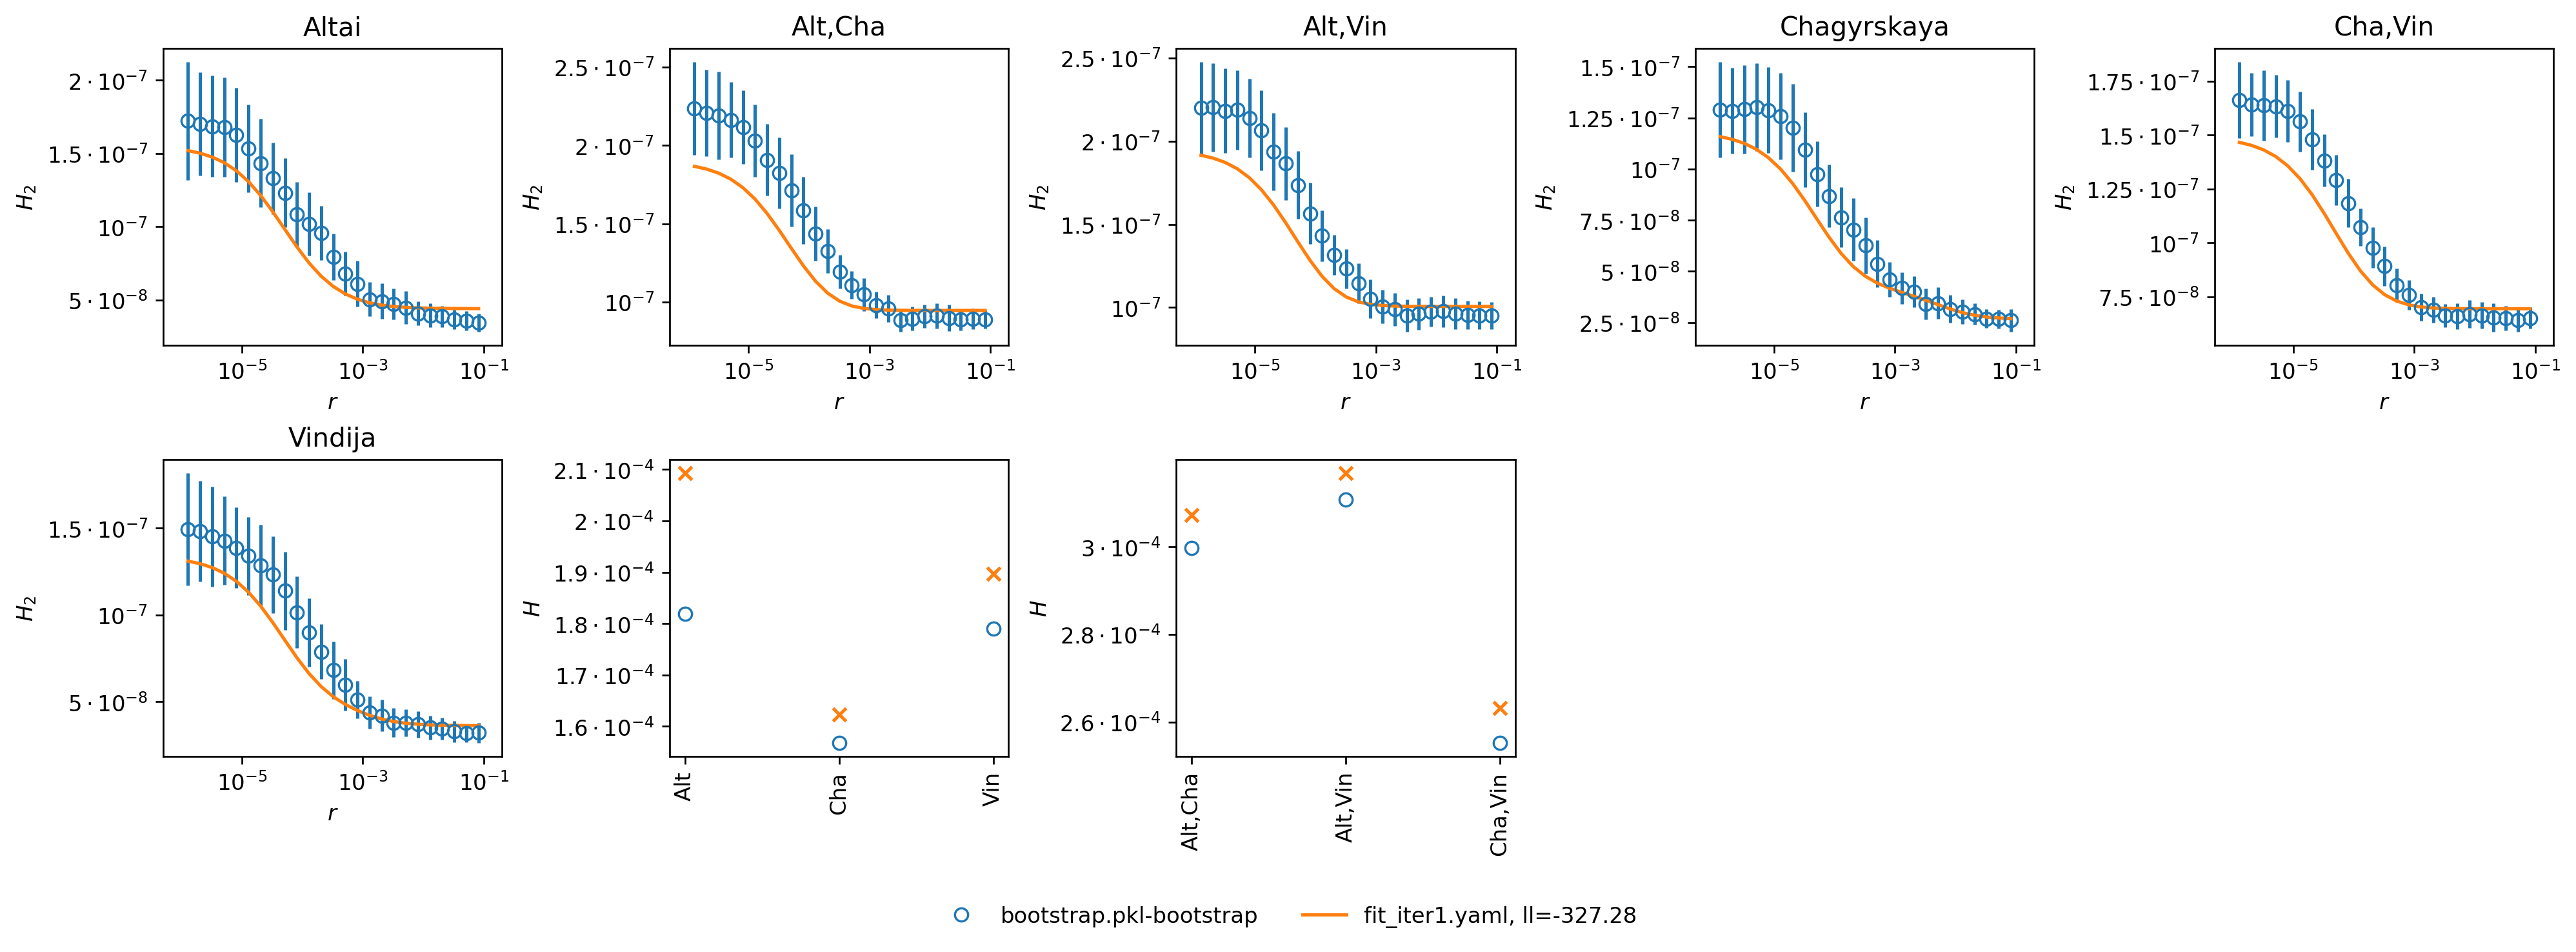 Altai
2·10⁻⁷
1.5·10⁻⁷
10⁻⁷
5·10⁻⁸
H₂
10⁻⁵ 10⁻³ 10⁻¹
r
Alt,Cha
2.5·10⁻⁷
2·10⁻⁷
1.5·10⁻⁷
10⁻⁷
H₂
10⁻⁵ 10⁻³ 10⁻¹
r
Alt,Vin
2.5·10⁻⁷
2·10⁻⁷
1.5·10⁻⁷
10⁻⁷
H₂
10⁻⁵ 10⁻³ 10⁻¹
r
Chagyrskaya
1.5·10⁻⁷
1.25·10⁻⁷
10⁻⁷
7.5·10⁻⁸
5·10⁻⁸
2.5·10⁻⁸
H₂
10⁻⁵ 10⁻³ 10⁻¹
r
Cha,Vin
1.75·10⁻⁷
1.5·10⁻⁷
1.25·10⁻⁷
10⁻⁷
7.5·10⁻⁸
H₂
10⁻⁵ 10⁻³ 10⁻¹
r
Vindija
1.5·10⁻⁷
10⁻⁷
5·10⁻⁸
H₂
10⁻⁵ 10⁻³ 10⁻¹
r
2.1·10⁻⁴
2·10⁻⁴
1.9·10⁻⁴
1.8·10⁻⁴
1.7·10⁻⁴
1.6·10⁻⁴
H
Alt
Cha
Vin
3·10⁻⁴
2.8·10⁻⁴
2.6·10⁻⁴
H
Alt,Cha
Alt,Vin
Cha,Vin
bootstrap.pkl-bootstrap
fit_iter1.yaml, ll=-327.28